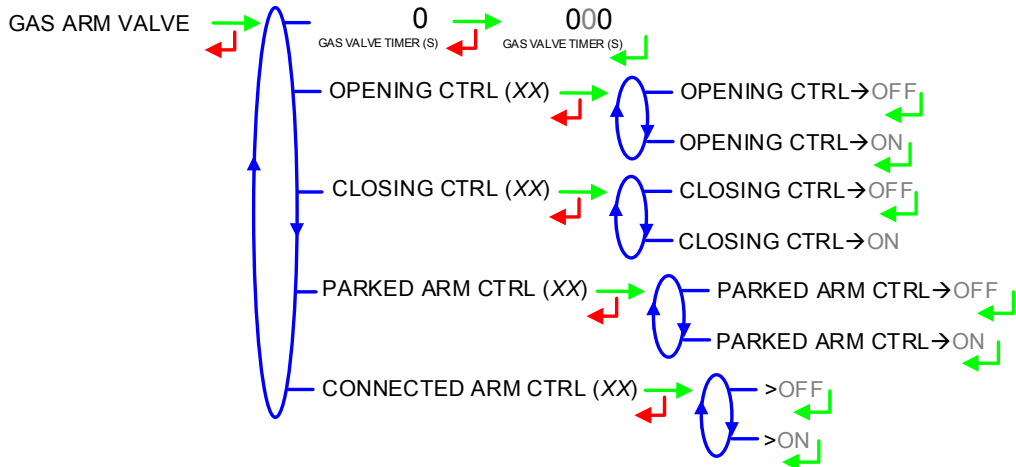 GAS ARM VALVE
0
GAS VALVE TIMER (S)
000
GAS VALVE TIMER (S)
OPENING CTRL (XX)
OPENING CTRL→OFF
OPENING CTRL→ON
CLOSING CTRL (XX)
CLOSING CTRL→OFF
CLOSING CTRL→ON
PARKED ARM CTRL (XX)
PARKED ARM CTRL→OFF
PARKED ARM CTRL→ON
CONNECTED ARM CTRL (XX)
>OFF
>ON